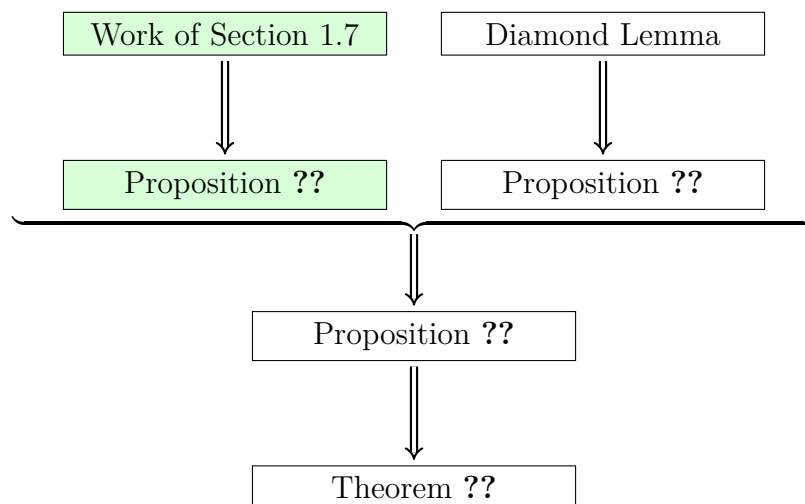 Work of Section 1.7
Diamond Lemma
Proposition ??
Proposition ??
Proposition ??
Theorem ??